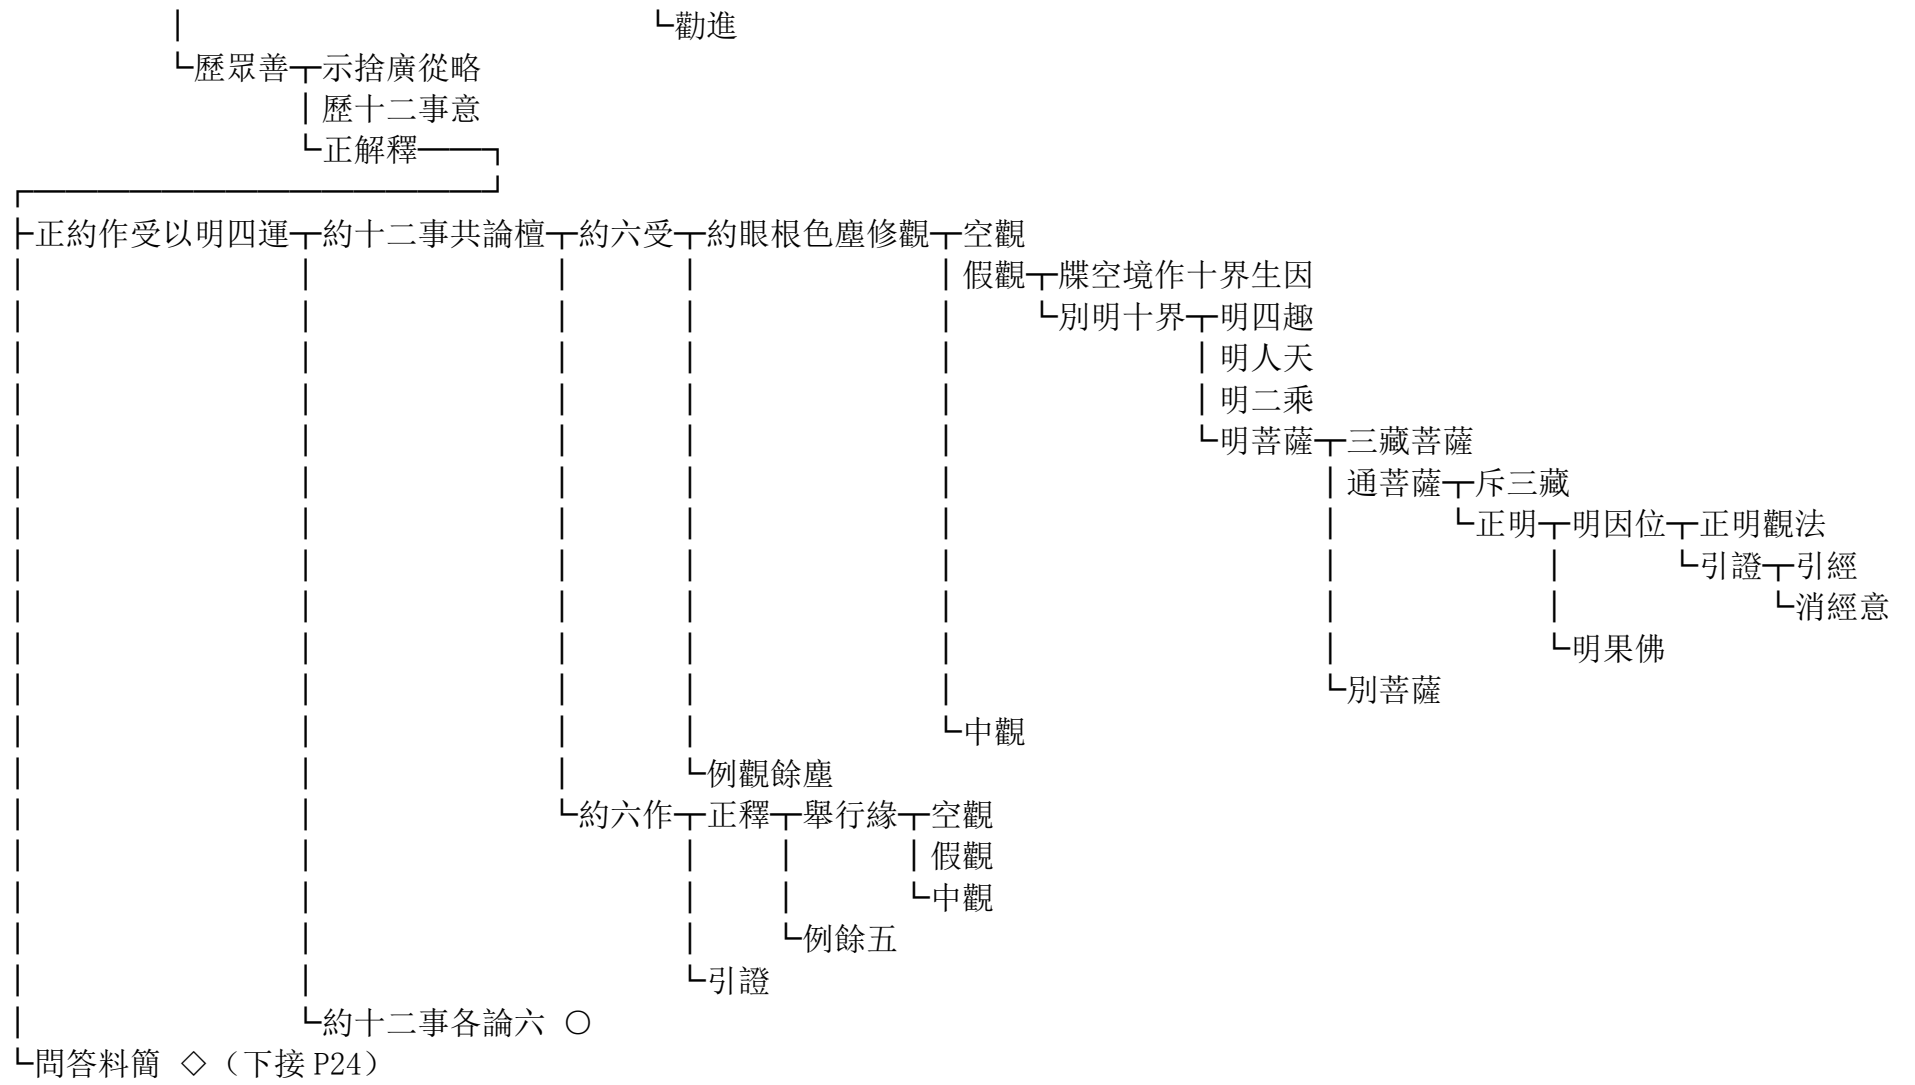 勸進
歷眾善 示捨廣從略
歷十二事意
正解釋
正約作受以明四運 約十二事共論檀 約六受 約眼根色塵修觀 空觀
假觀 牒空境作十界生因
別明十界 明四趣
明人天
明二乘
明菩薩 三藏菩薩
通菩薩 斥三藏
正明 明因位 正明觀法
引證 引經
消經意
明果佛
別菩薩
中觀
例觀餘塵
約六作 正釋 舉行緣 空觀
假觀
中觀
例餘五
引證
約十二事各論六 ○
問答料簡 ◇（下接 P24）